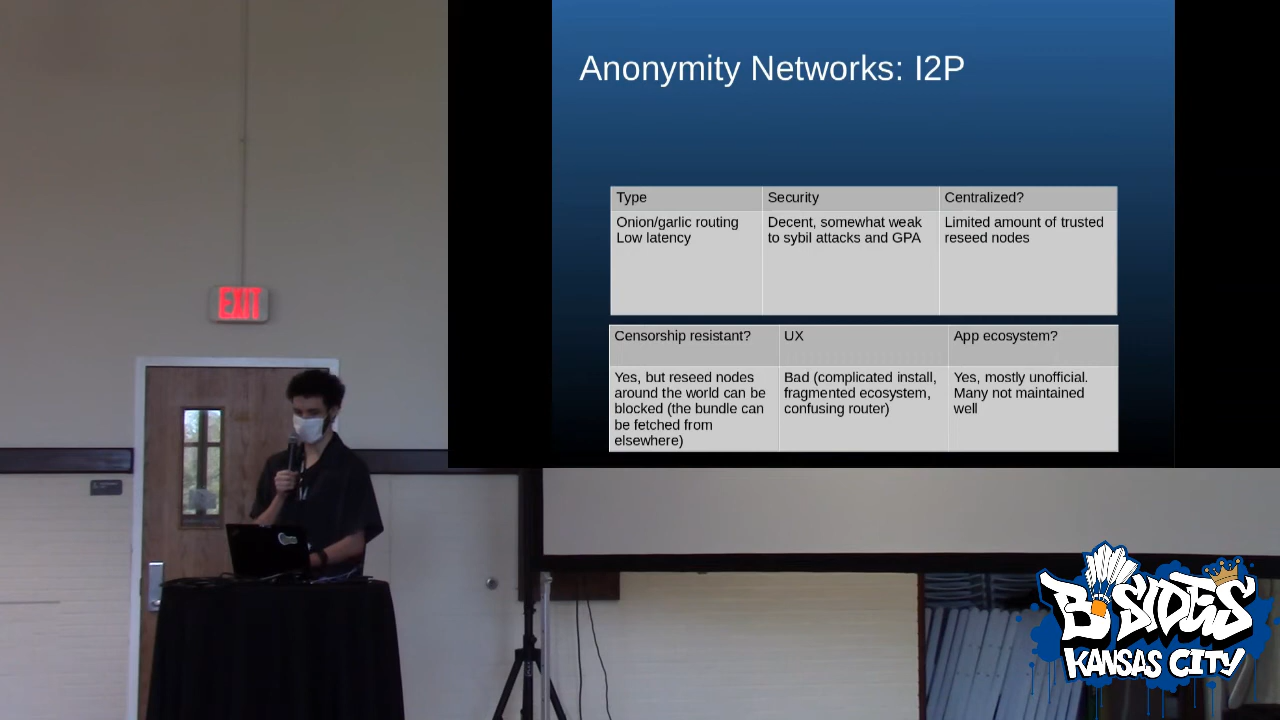 Anonymity Networks: I2P
Type
Security
Centralized?
Onion/garlic routing
Low latency
Decent, somewhat weak
to sybil attacks and GPA
Limited amount of trusted
reseed nodes
Censorship resistant?
UX
App ecosystem?
Yes, but reseed nodes
around the world can be
blocked (the bundle can
be fetched from
elsewhere)
Bad (complicated install,
fragmented ecosystem,
confusing router)
Yes, mostly unofficial.
Many not maintained
well
EXIT
BSIDES
KANSAS CITY